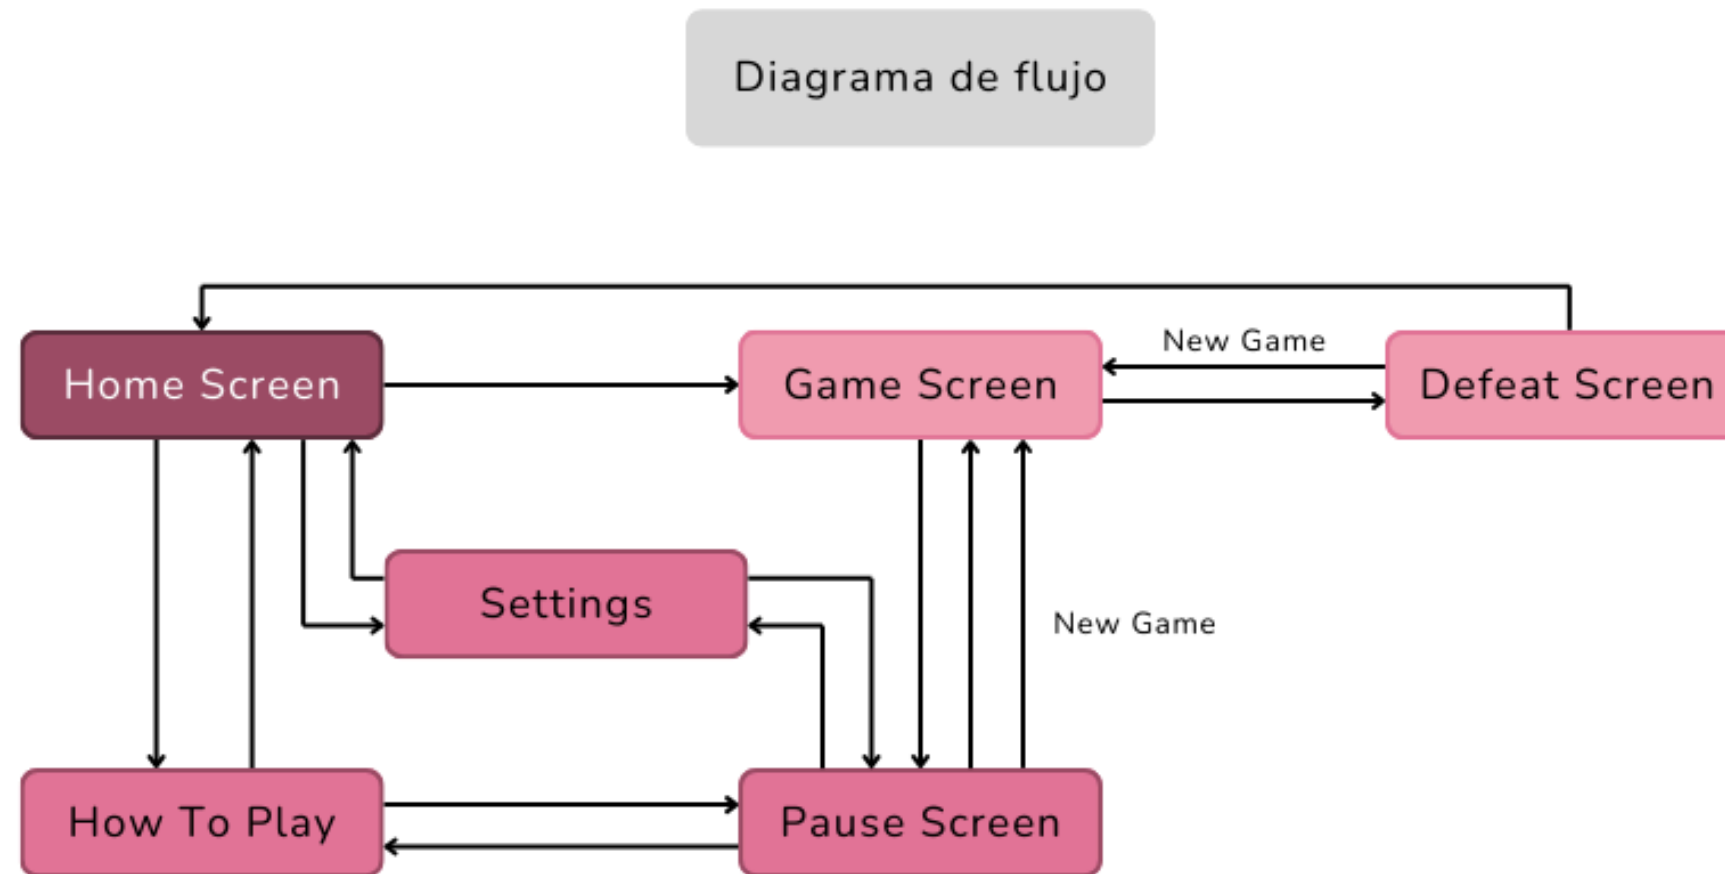 Diagrama de flujo
New Game
Home Screen
Game Screen
Defeat Screen
Settings
New Game
How To Play
Pause Screen